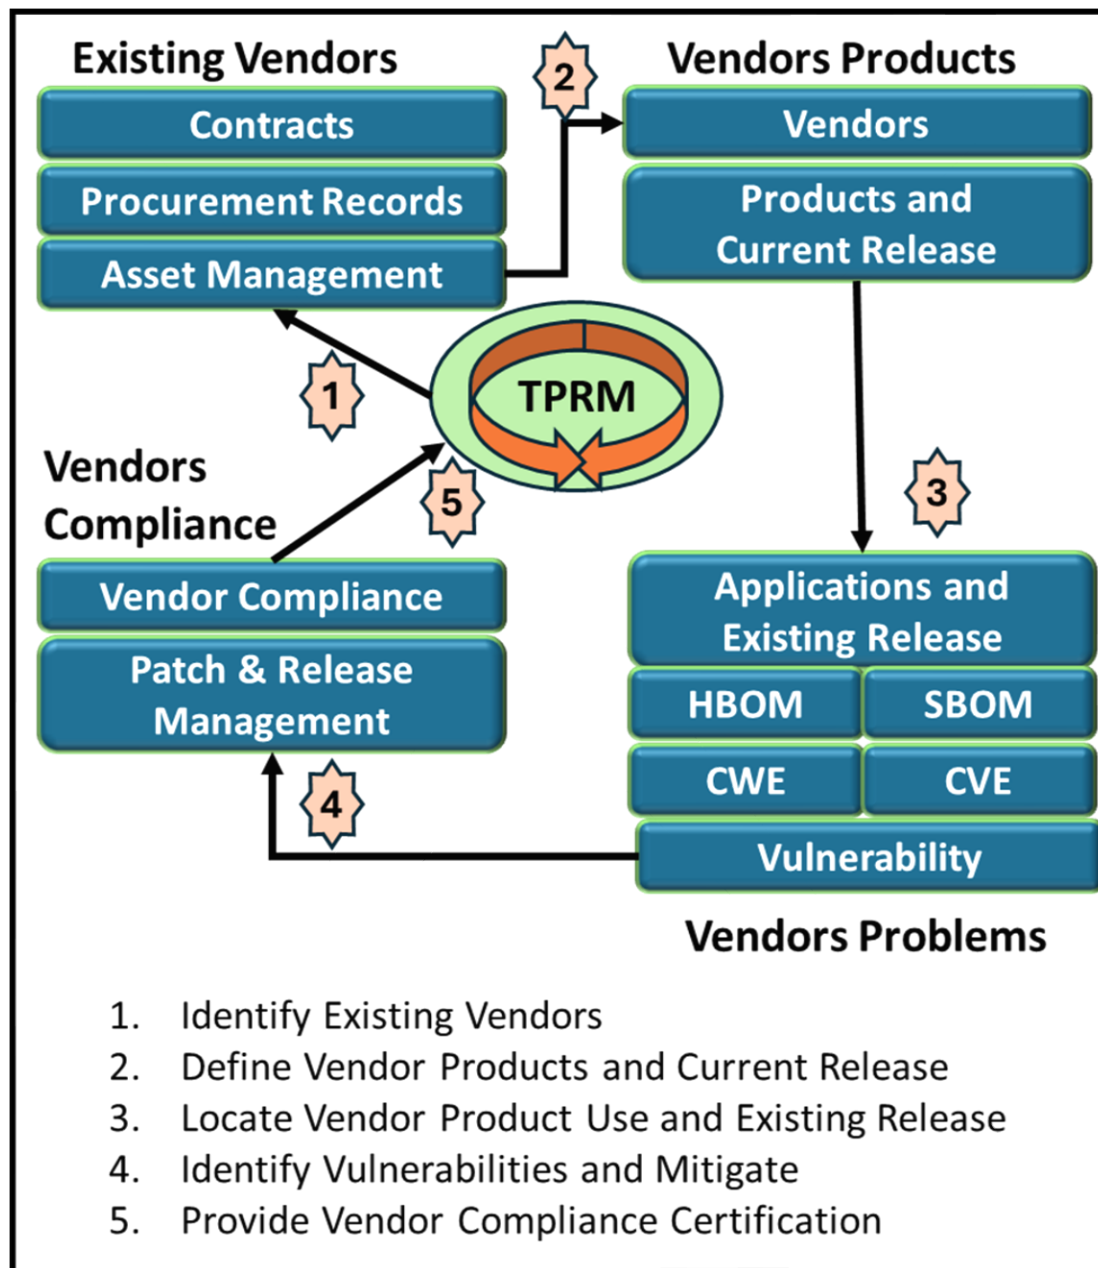 Existing Vendors
Contracts
Procurement Records
Asset Management
2
Vendors Products
Vendors
Products and
Current Release
1
TPRM
3
Vendors
Compliance
5
Vendor Compliance
Patch & Release
Management
4
Applications and
Existing Release
HBOM
SBOM
CWE
CVE
Vulnerability
Vendors Problems
1. Identify Existing Vendors
2. Define Vendor Products and Current Release
3. Locate Vendor Product Use and Existing Release
4. Identify Vulnerabilities and Mitigate
5. Provide Vendor Compliance Certification